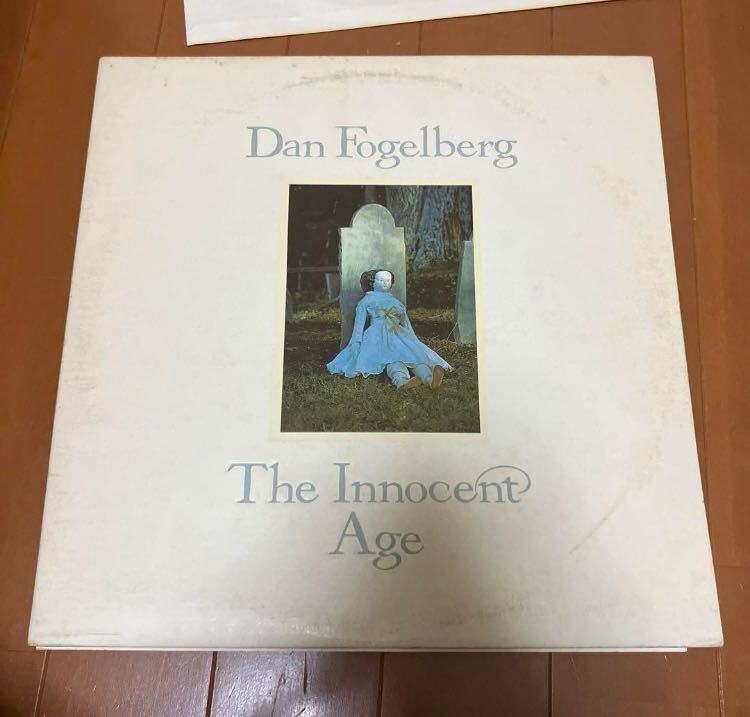 Dan Fogelberg
The Innocent
Age